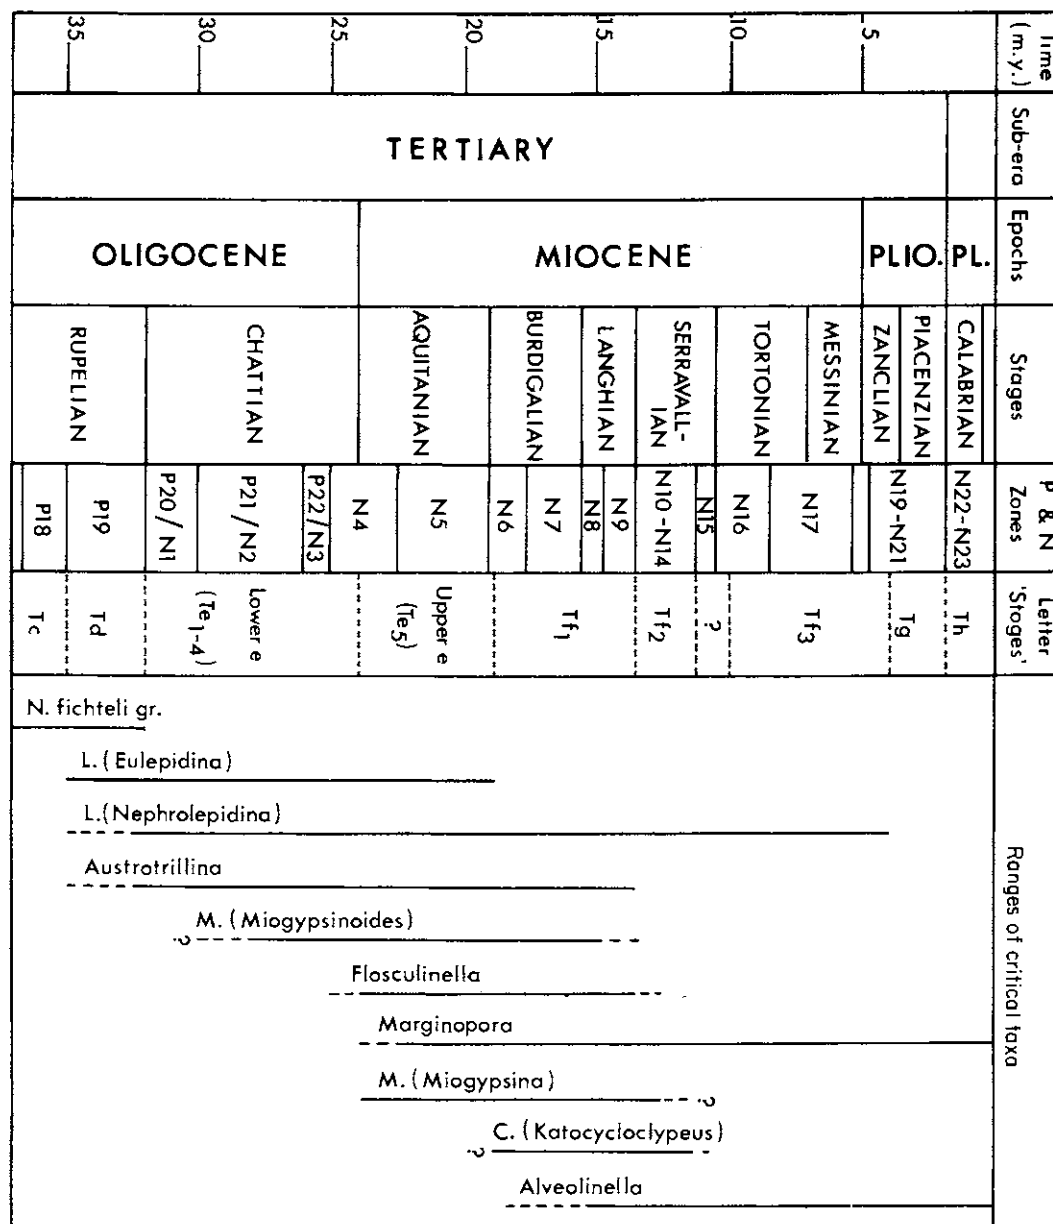 Time
(m.y.)
35
30
25
20
15
10
5
Sub-era
TERTIARY
Epochs
OLIGOCENE
MIOCENE
PLIO.
PL.
Stages
RUPELIAN
CHATTIAN
AQUITANIAN
BURDIGALIAN
LANGHIAN
SERRAVALL-
IAN
TORTONIAN
MESSINIAN
ZANCLIAN
PIACENZIAN
CALABRIAN
P & N
Zones
P18
P19
P20/N1
P21/N2
P22/N3
N4
N5
N6
N7
N8
N9
N10-N14
N15
N16
N17
N19-N21
N22-N23
Letter
'Stages'
Tc
Td
Lower e
(Te1-4)
Upper e
(Te5)
Tf1
Tf2
?
Tf3
Tg
Th
Ranges of critical taxa
N. fichteli gr.
L. (Eulepidina)
L.(Nephrolepidina)
Austrotrillina
M. (Miogypsinoides)
?
Flosculinella
Marginopora
M. (Miogypsina)
?
C. (Katocycloclypeus)
?
Alveolinella